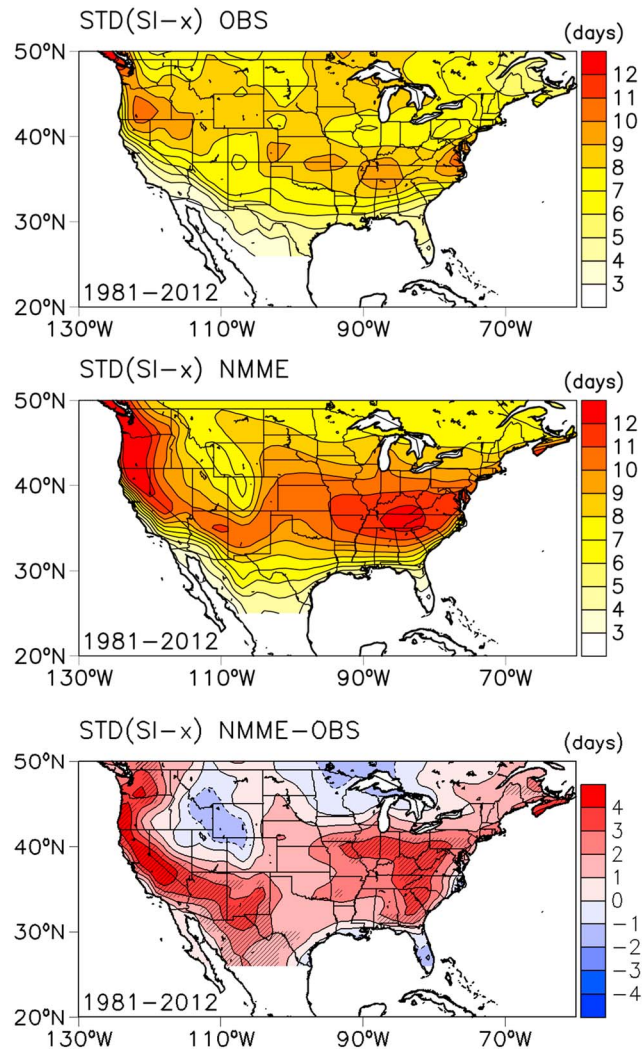 STD(SI-x) OBS
(days)
50°N
40°N
30°N
20°N
12
11
10
9
8
7
6
5
4
3
1981-2012
130°W
110°W
90°W
70°W
STD(SI-x) NMME
(days)
50°N
40°N
30°N
20°N
12
11
10
9
8
7
6
5
4
3
1981-2012
130°W
110°W
90°W
70°W
STD(SI-x) NMME-OBS
(days)
50°N
40°N
30°N
20°N
4
3
2
1
0
-1
-2
-3
-4
1981-2012
130°W
110°W
90°W
70°W